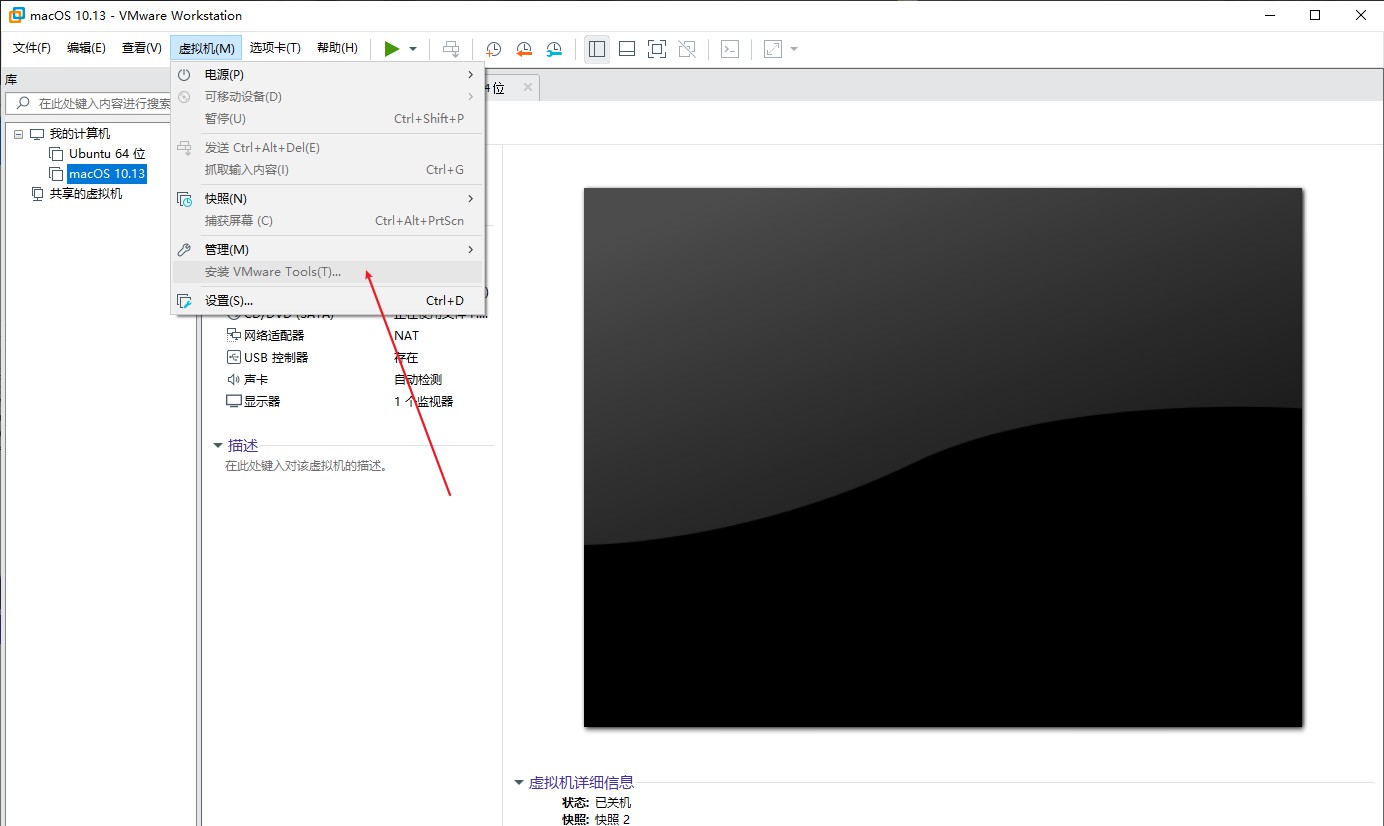 macOS 10.13 - VMware Workstation
文件(F) 编辑(E) 查看(V) 虚拟机(M) 选项卡(T) 帮助(H)
库
在此处键入内容进行搜索
我的计算机
Ubuntu 64 位
macOS 10.13
共享的虚拟机
电源(P)
可移动设备(D)
暂停(U) Ctrl+Shift+P
发送 Ctrl+Alt+Del(E)
抓取输入内容(I) Ctrl+G
快照(N)
捕获屏幕 (C) Ctrl+Alt+PrtScn
管理(M)
安装 VMware Tools(T)...
设置(S)... Ctrl+D
4 位
CD/DVD (SATA) 正在使用文件
网络适配器 NAT
USB 控制器 存在
声卡 自动检测
显示器 1 个监视器
描述
在此处键入对该虚拟机的描述。
虚拟机详细信息
状态: 已关机
快照: 快照 2